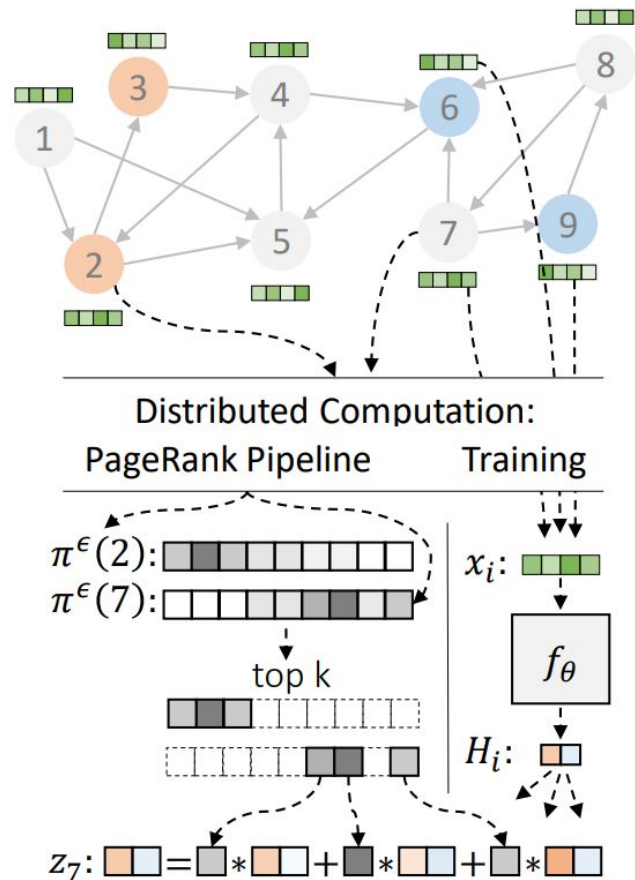 8
3
4
6
1
5
7
9
2
Distributed Computation:
PageRank Pipeline Training
π^ϵ(2):
π^ϵ(7):
x_i:
top k
f_θ
H_i:
z_7: = * + * + *